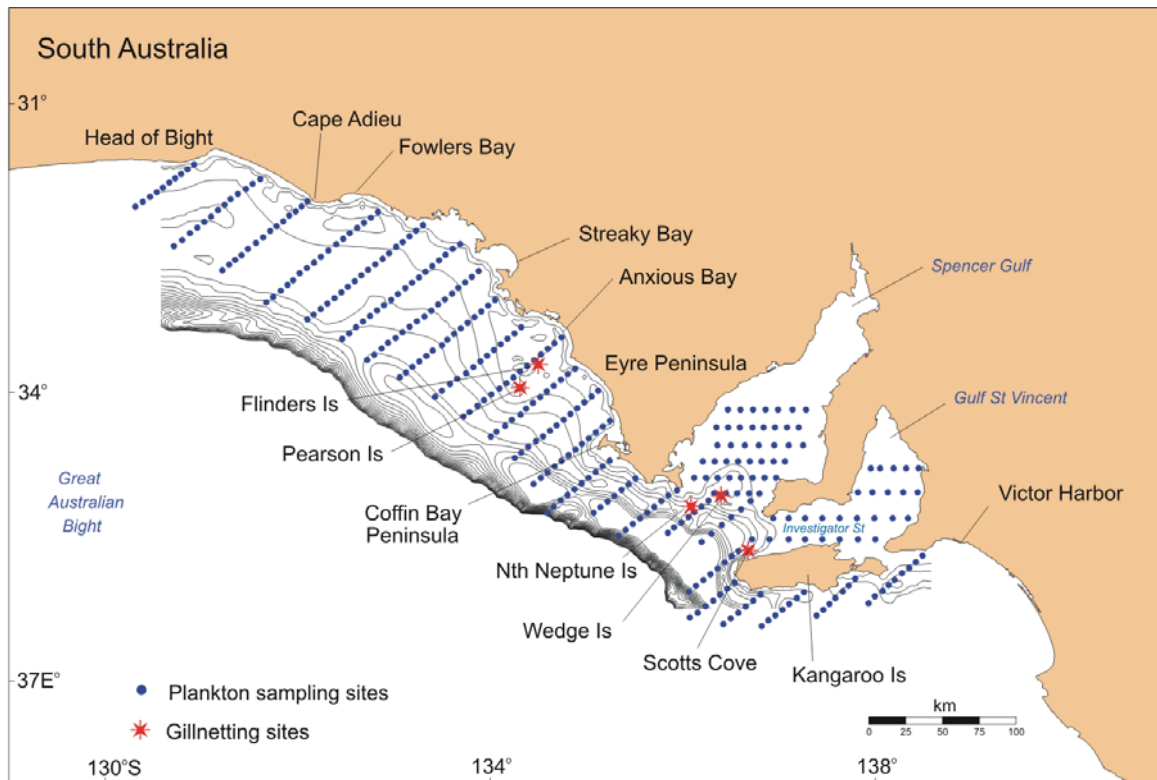 South Australia
31°
Cape Adieu
Head of Bight
Fowlers Bay
Streaky Bay
Spencer Gulf
Anxious Bay
Eyre Peninsula
34°
Flinders Is
Gulf St Vincent
Pearson Is
Great
Australian
Bight
Coffin Bay
Peninsula
Victor Harbor
Investigator St
Nth Neptune Is
Wedge Is
Scotts Cove
Kangaroo Is
37E°
Plankton sampling sites
Gillnetting sites
km
0 25 50 75 100
130°S
134°
138°